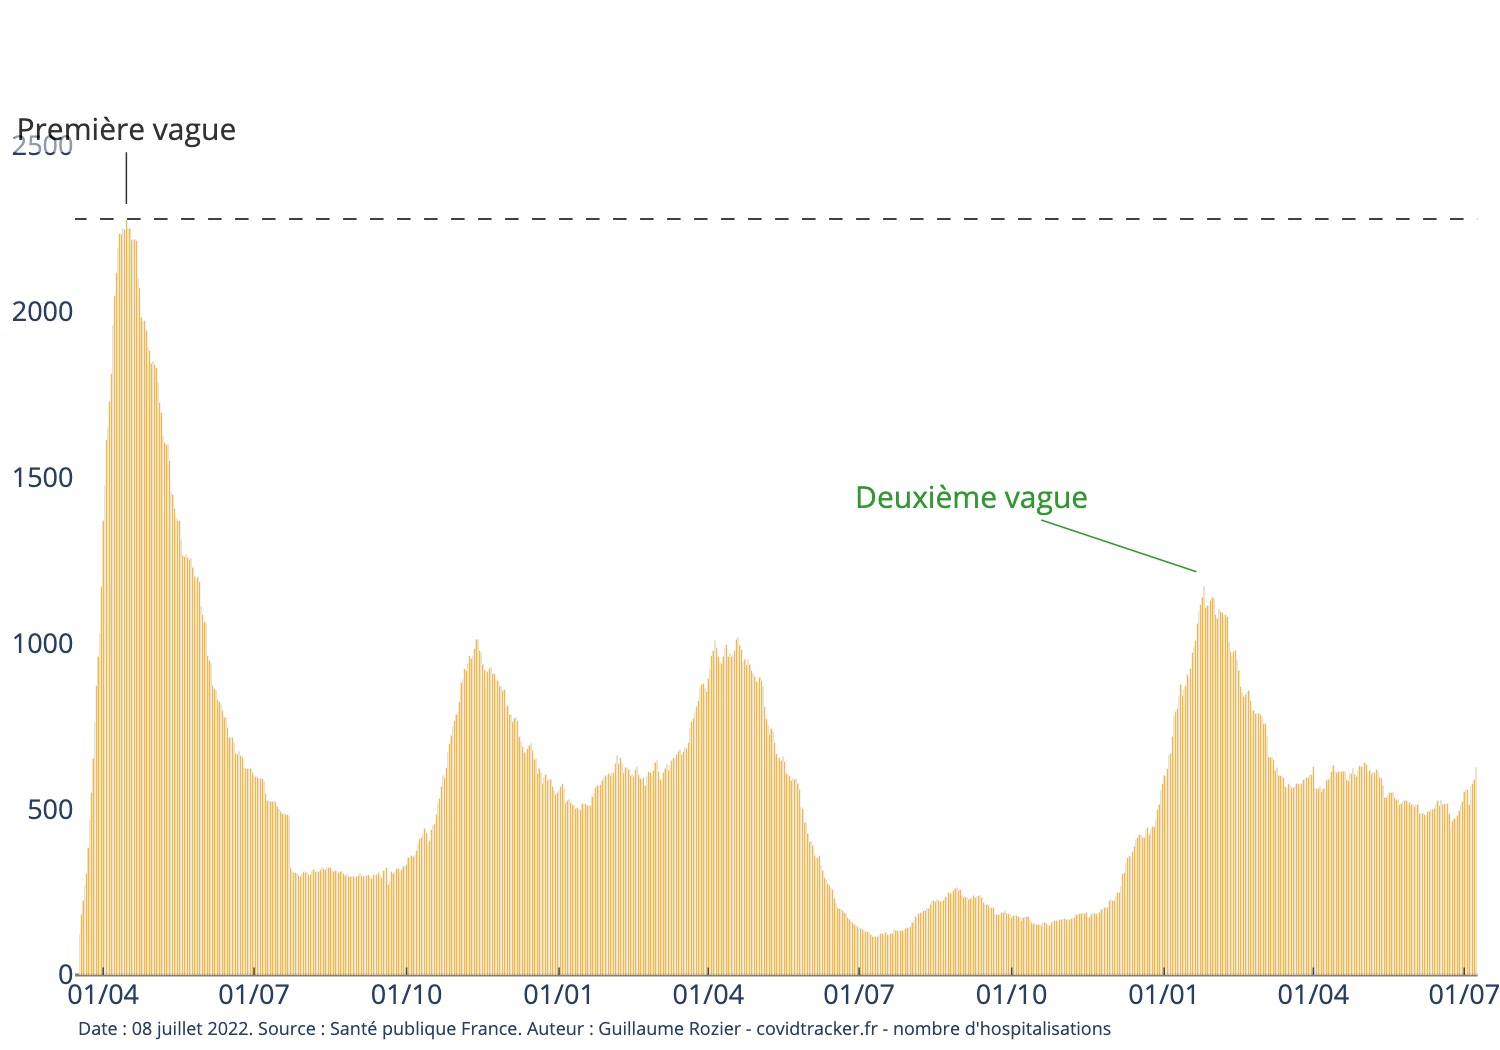 Première vague
2500
2000
1500
Deuxième vague
1000
500
0
01/04 01/07 01/10 01/01 01/04 01/07 01/10 01/01 01/04 01/07
Date : 08 juillet 2022. Source : Santé publique France. Auteur : Guillaume Rozier - covidtracker.fr - nombre d'hospitalisations